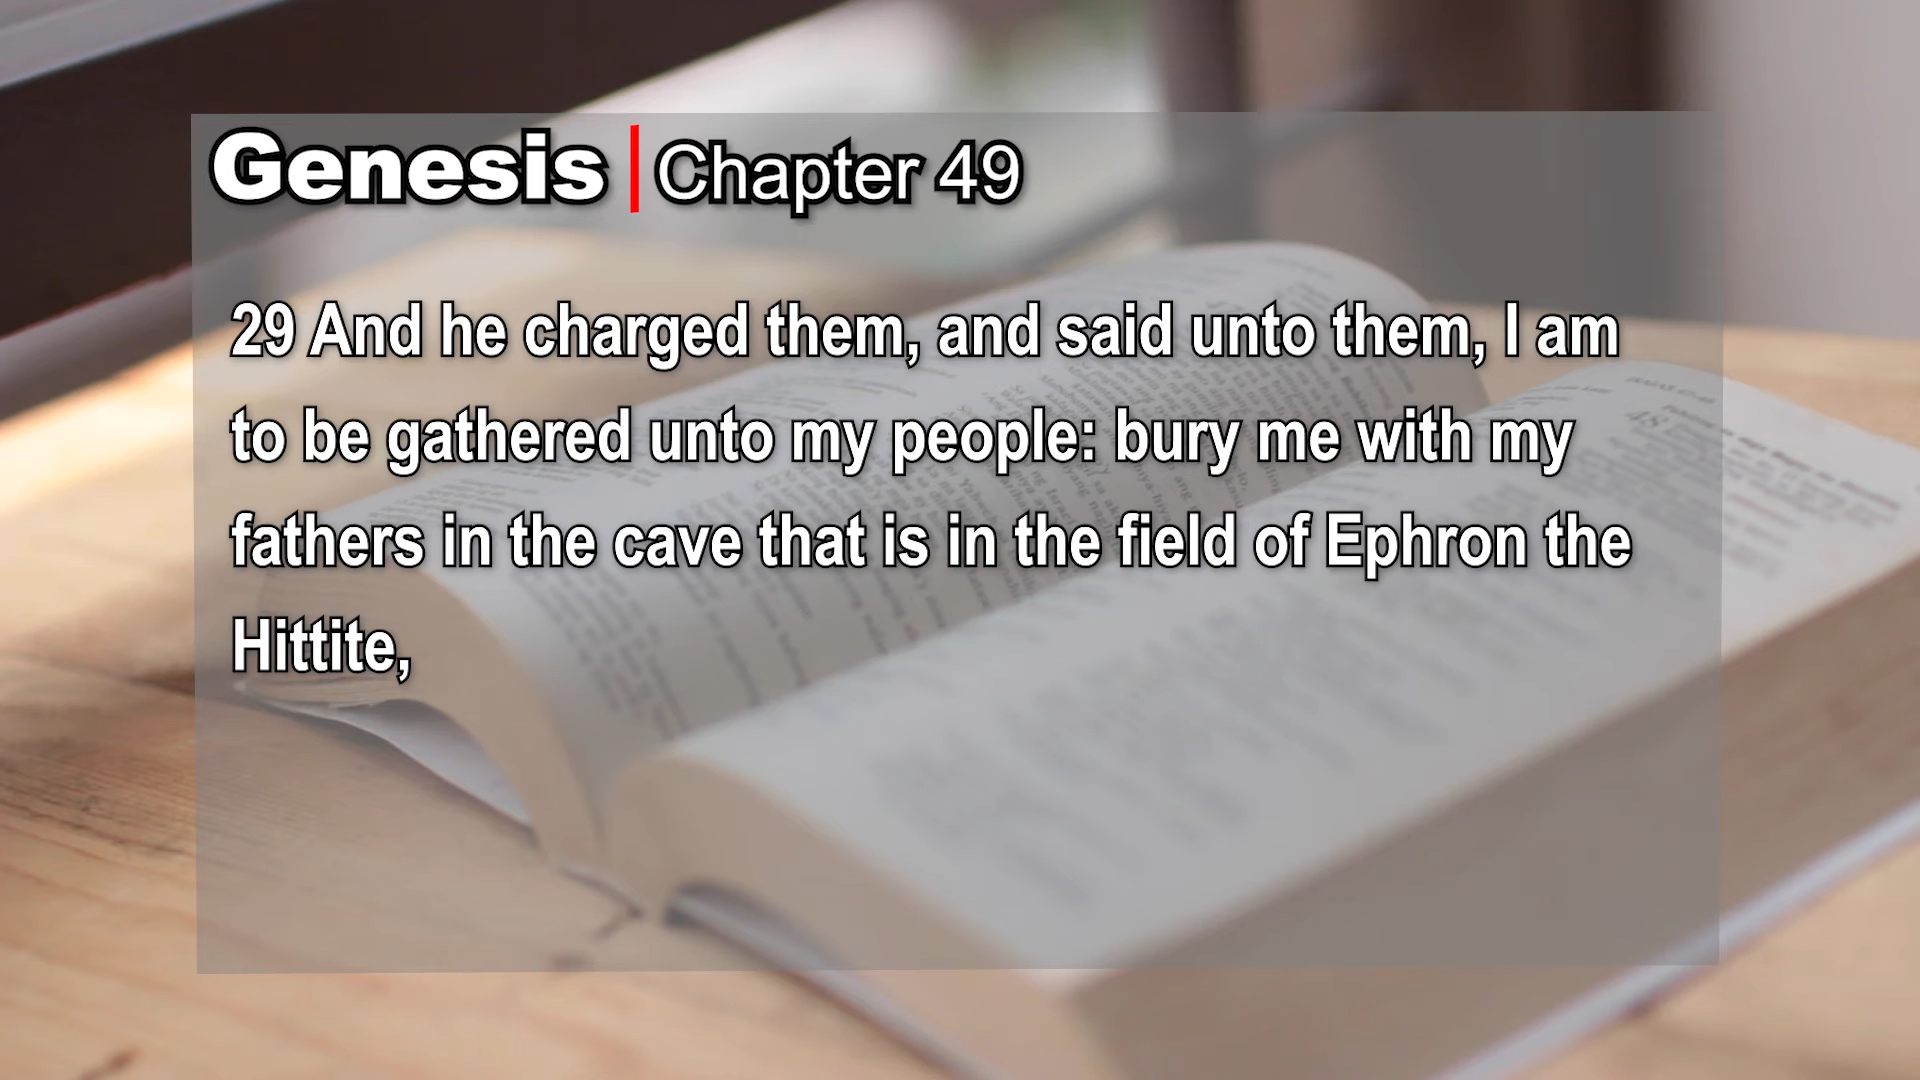 Genesis | Chapter 49
29 And he charged them, and said unto them, I am
to be gathered unto my people: bury me with my
fathers in the cave that is in the field of Ephron the
Hittite,